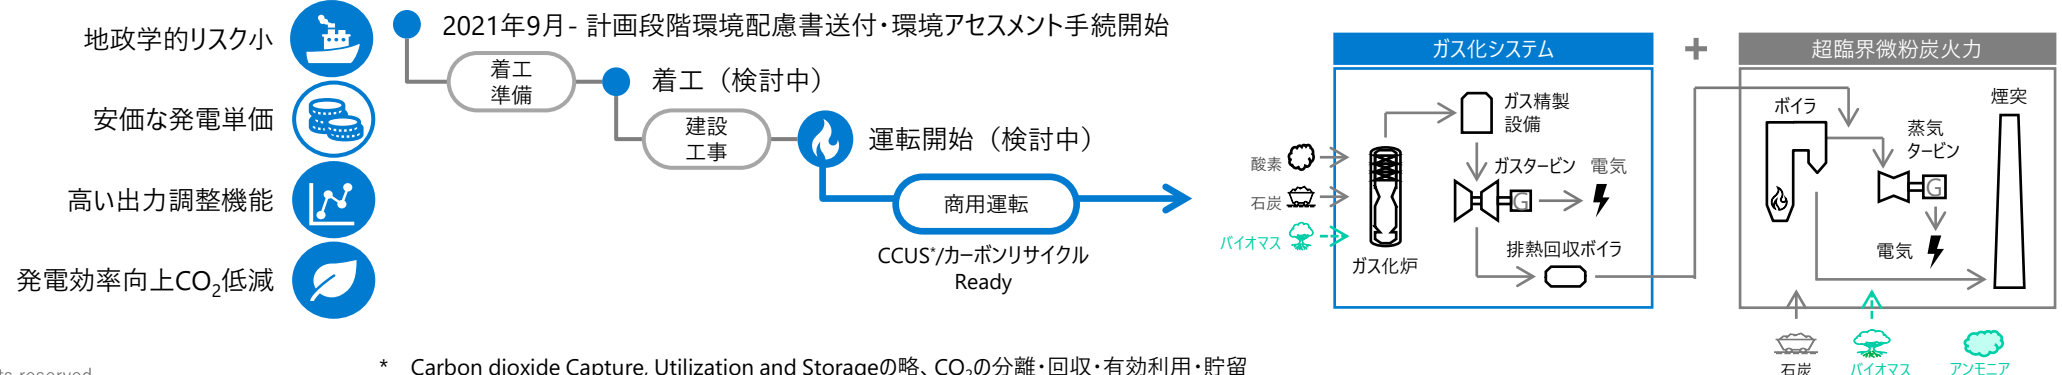 地政学的リスク小
安価な発電単価
高い出力調整機能
発電効率向上CO₂低減
2021年9月- 計画段階環境配慮書送付・環境アセスメント手続開始
着工
準備
着工（検討中）
建設
工事
運転開始（検討中）
商用運転
CCUS*/カーボンリサイクル
Ready
ガス化システム
酸素
石炭
バイオマス
ガス化炉
ガス精製
設備
ガスタービン
G
電気
排熱回収ボイラ
+
超臨界微粉炭火力
ボイラ
蒸気
タービン
G
電気
煙突
石炭
バイオマス
アンモニア
* Carbon dioxide Capture, Utilization and Storageの略、CO₂の分離・回収・有効利用・貯留
ts reserved